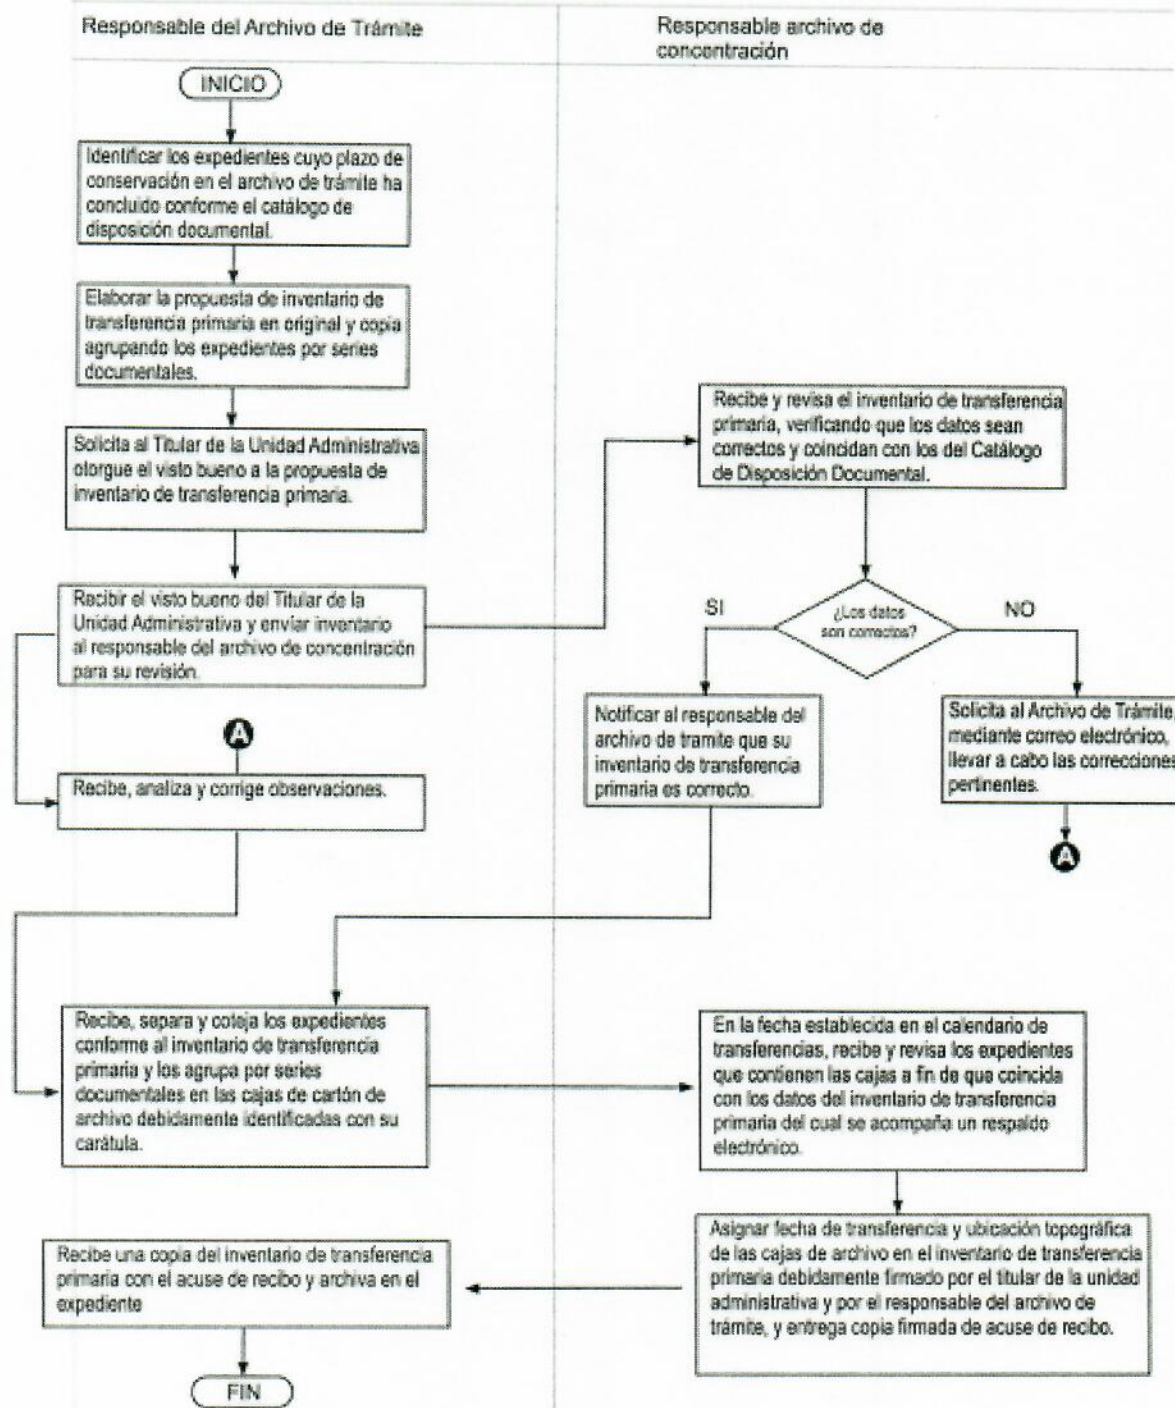 Responsable del Archivo de Trámite
Responsable archivo de
concentración
INICIO
Identificar los expedientes cuyo plazo de
conservación en el archivo de trámite ha
concluido conforme el catálogo de
disposición documental.
Elaborar la propuesta de inventario de
transferencia primaria en original y copia
agrupando los expedientes por series
documentales.
Solicita al Titular de la Unidad Administrativa
otorgue el visto bueno a la propuesta de
inventario de transferencia primaria.
Recibir el visto bueno del Titular de la
Unidad Administrativa y enviar inventario
al responsable del archivo de concentración
para su revisión.
Recibe y revisa el inventario de transferencia
primaria, verificando que los datos sean
correctos y coincidan con los del Catálogo
de Disposición Documental.
¿Los datos
son correctos?
SI
NO
Notificar al responsable del
archivo de tramite que su
inventario de transferencia
primaria es correcto.
Solicita al Archivo de Trámite,
mediante correo electrónico,
llevar a cabo las correcciones
pertinentes.
A
A
Recibe, analiza y corrige observaciones.
Recibe, separa y coteja los expedientes
conforme al inventario de transferencia
primaria y los agrupa por series
documentales en las cajas de cartón de
archivo debidamente identificadas con su
carátula.
En la fecha establecida en el calendario de
transferencias, recibe y revisa los expedientes
que contienen las cajas a fin de que coincida
con los datos del inventario de transferencia
primaria del cual se acompaña un respaldo
electrónico.
Asignar fecha de transferencia y ubicación topográfica
de las cajas de archivo en el inventario de transferencia
primaria debidamente firmado por el titular de la unidad
administrativa y por el responsable del archivo de
trámite, y entrega copia firmada de acuse de recibo.
Recibe una copia del inventario de transferencia
primaria con el acuse de recibo y archiva en el
expediente
FIN